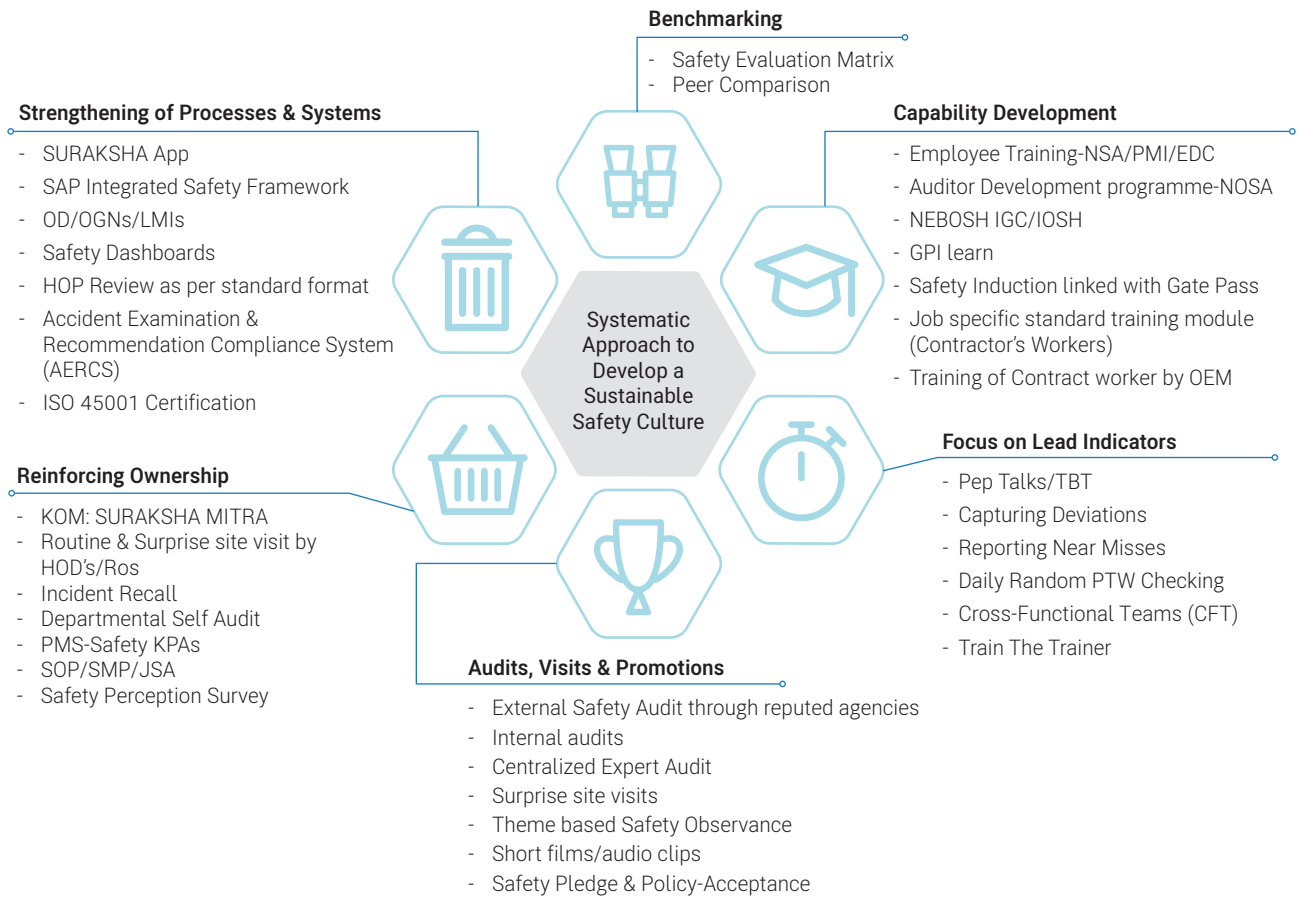 Benchmarking
- Safety Evaluation Matrix
- Peer Comparison
Strengthening of Processes & Systems
- SURAKSHA App
- SAP Integrated Safety Framework
- OD/OGNs/LMIs
- Safety Dashboards
- HOP Review as per standard format
- Accident Examination &
Recommendation Compliance System
(AERCS)
- ISO 45001 Certification
Capability Development
- Employee Training-NSA/PMI/EDC
- Auditor Development programme-NOSA
- NEBOSH IGC/IOSH
- GPI learn
- Safety Induction linked with Gate Pass
- Job specific standard training module
(Contractor's Workers)
- Training of Contract worker by OEM
Systematic
Approach to
Develop a
Sustainable
Safety Culture
Reinforcing Ownership
- KOM: SURAKSHA MITRA
- Routine & Surprise site visit by
HOD's/Ros
- Incident Recall
- Departmental Self Audit
- PMS-Safety KPAs
- SOP/SMP/JSA
- Safety Perception Survey
Focus on Lead Indicators
- Pep Talks/TBT
- Capturing Deviations
- Reporting Near Misses
- Daily Random PTW Checking
- Cross-Functional Teams (CFT)
- Train The Trainer
Audits, Visits & Promotions
- External Safety Audit through reputed agencies
- Internal audits
- Centralized Expert Audit
- Surprise site visits
- Theme based Safety Observance
- Short films/audio clips
- Safety Pledge & Policy-Acceptance